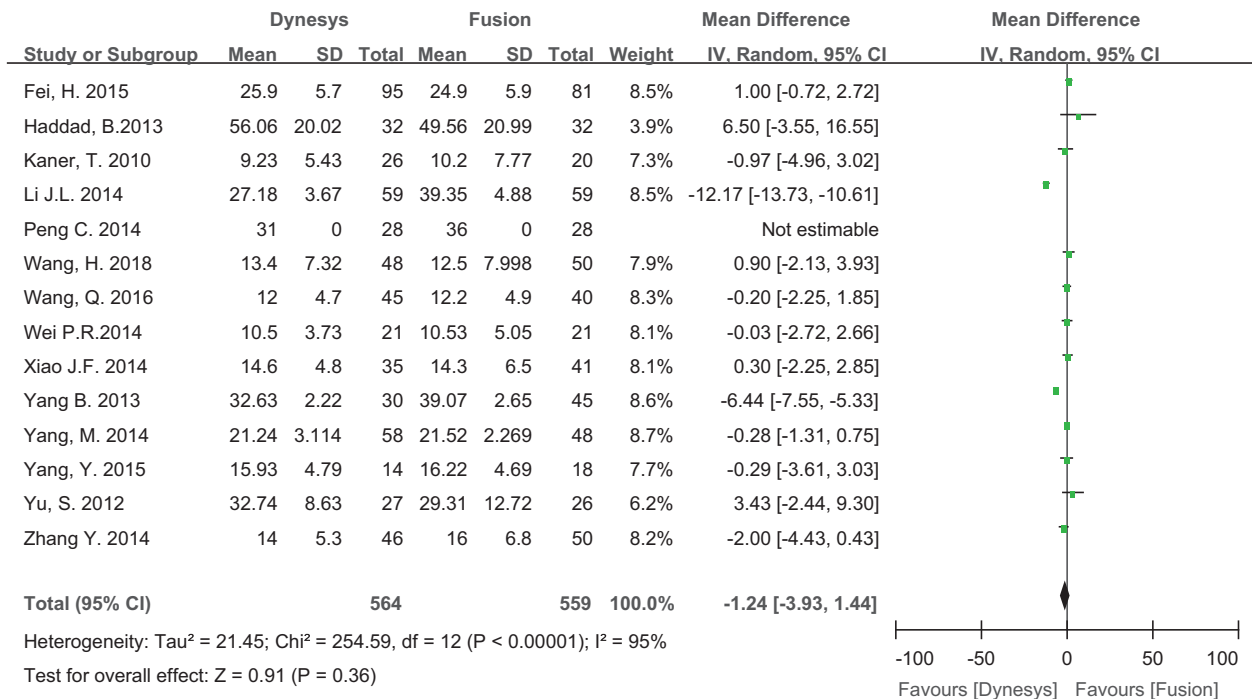 Dynesys Fusion Mean Difference Mean Difference
Study or Subgroup Mean SD Total Mean SD Total Weight IV, Random, 95% CI IV, Random, 95% CI
Fei, H. 2015 25.9 5.7 95 24.9 5.9 81 8.5% 1.00 [-0.72, 2.72]
Haddad, B.2013 56.06 20.02 32 49.56 20.99 32 3.9% 6.50 [-3.55, 16.55]
Kaner, T. 2010 9.23 5.43 26 10.2 7.77 20 7.3% -0.97 [-4.96, 3.02]
Li J.L. 2014 27.18 3.67 59 39.35 4.88 59 8.5% -12.17 [-13.73, -10.61]
Peng C. 2014 31 0 28 36 0 28 Not estimable
Wang, H. 2018 13.4 7.32 48 12.5 7.998 50 7.9% 0.90 [-2.13, 3.93]
Wang, Q. 2016 12 4.7 45 12.2 4.9 40 8.3% -0.20 [-2.25, 1.85]
Wei P.R.2014 10.5 3.73 21 10.53 5.05 21 8.1% -0.03 [-2.72, 2.66]
Xiao J.F. 2014 14.6 4.8 35 14.3 6.5 41 8.1% 0.30 [-2.25, 2.85]
Yang B. 2013 32.63 2.22 30 39.07 2.65 45 8.6% -6.44 [-7.55, -5.33]
Yang, M. 2014 21.24 3.114 58 21.52 2.269 48 8.7% -0.28 [-1.31, 0.75]
Yang, Y. 2015 15.93 4.79 14 16.22 4.69 18 7.7% -0.29 [-3.61, 3.03]
Yu, S. 2012 32.74 8.63 27 29.31 12.72 26 6.2% 3.43 [-2.44, 9.30]
Zhang Y. 2014 14 5.3 46 16 6.8 50 8.2% -2.00 [-4.43, 0.43]
Total (95% CI) 564 559 100.0% -1.24 [-3.93, 1.44]
Heterogeneity: Tau² = 21.45; Chi² = 254.59, df = 12 (P < 0.00001); I² = 95%
Test for overall effect: Z = 0.91 (P = 0.36)
-100 -50 0 50 100
Favours [Dynesys] Favours [Fusion]